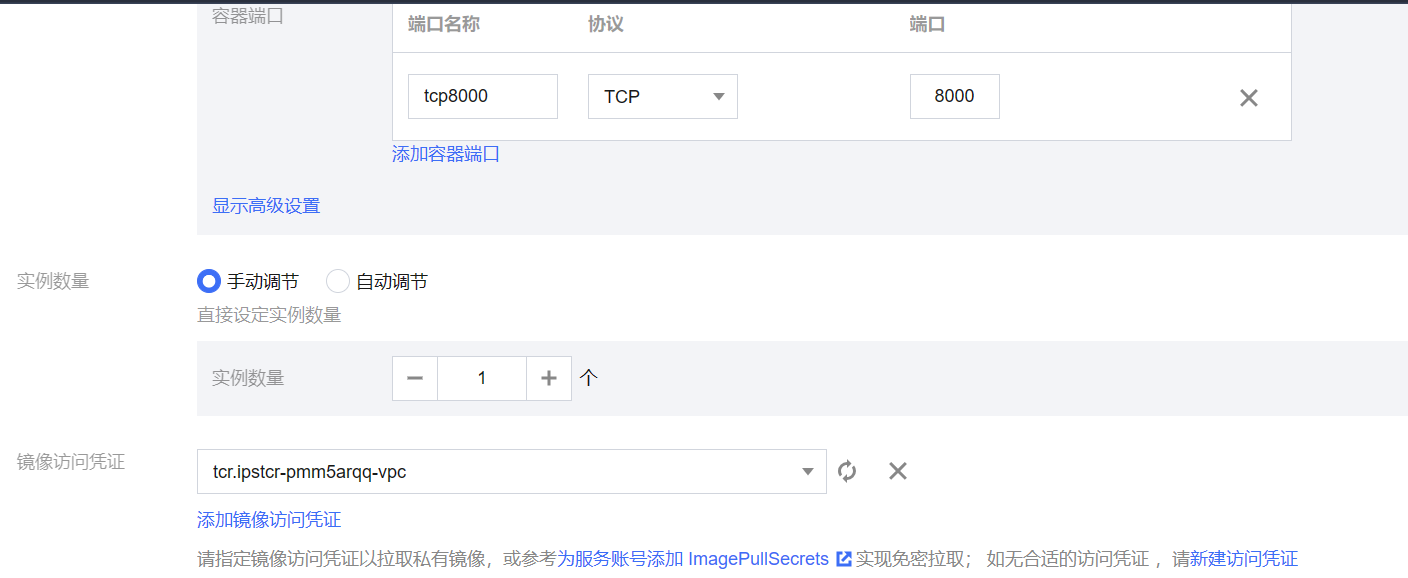 容器端口
端口名称 协议 端口
tcp8000 TCP 8000
添加容器端口
显示高级设置
实例数量 手动调节 自动调节
直接设定实例数量
实例数量 1 个
镜像访问凭证 tcr.ipstcr-pmm5arqq-vpc
添加镜像访问凭证
请指定镜像访问凭证以拉取私有镜像，或参考为服务账号添加 ImagePullSecrets 实现免密拉取； 如无合适的访问凭证 ，请新建访问凭证